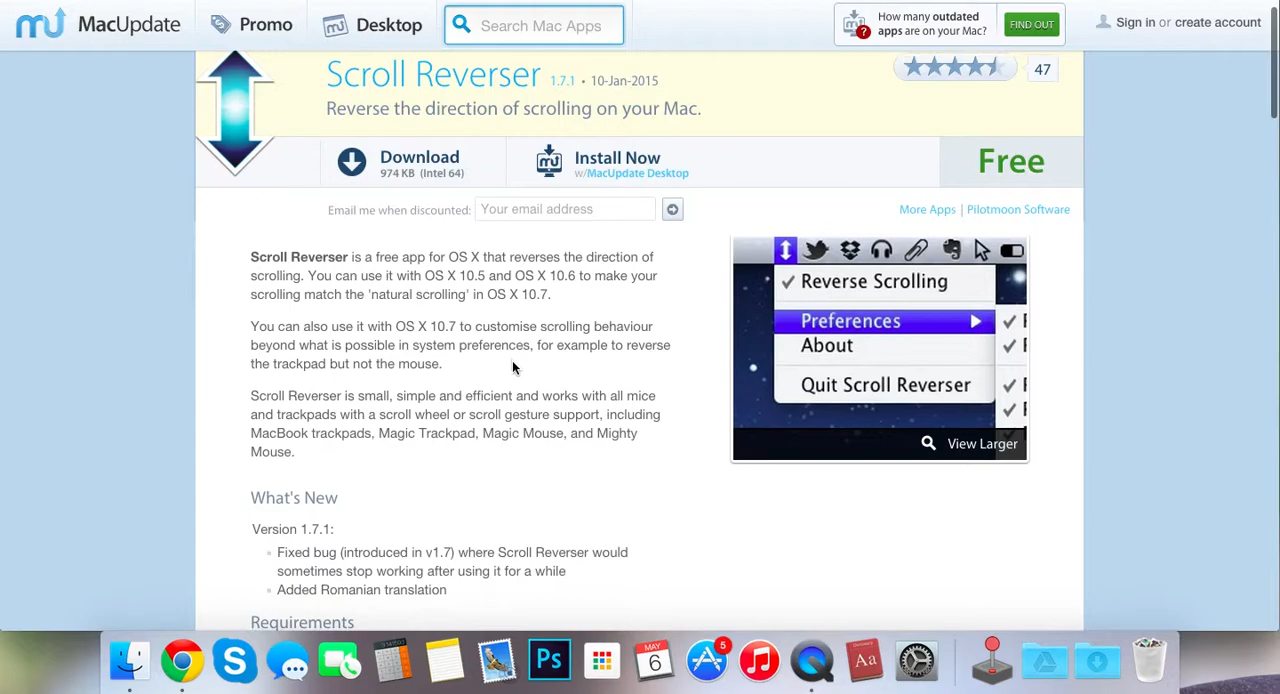 MacUpdate Promo Desktop Search Mac Apps How many outdated apps are on your Mac? FIND OUT Sign in or create account
Scroll Reverser 1.7.1 • 10-Jan-2015 47
Reverse the direction of scrolling on your Mac.
Download
974 KB (Intel 64)
Install Now
w/MacUpdate Desktop
Free
Email me when discounted: Your email address
More Apps | Pilotmoon Software
Scroll Reverser is a free app for OS X that reverses the direction of
scrolling. You can use it with OS X 10.5 and OS X 10.6 to make your
scrolling match the 'natural scrolling' in OS X 10.7.
You can also use it with OS X 10.7 to customise scrolling behaviour
beyond what is possible in system preferences, for example to reverse
the trackpad but not the mouse.
Scroll Reverser is small, simple and efficient and works with all mice
and trackpads with a scroll wheel or scroll gesture support, including
MacBook trackpads, Magic Trackpad, Magic Mouse, and Mighty
Mouse.
Reverse Scrolling
Preferences
About
Quit Scroll Reverser
View Larger
What's New
Version 1.7.1:
Fixed bug (introduced in v1.7) where Scroll Reverser would
sometimes stop working after using it for a while
Added Romanian translation
Requirements
Ps
MAY
6
5
Aa